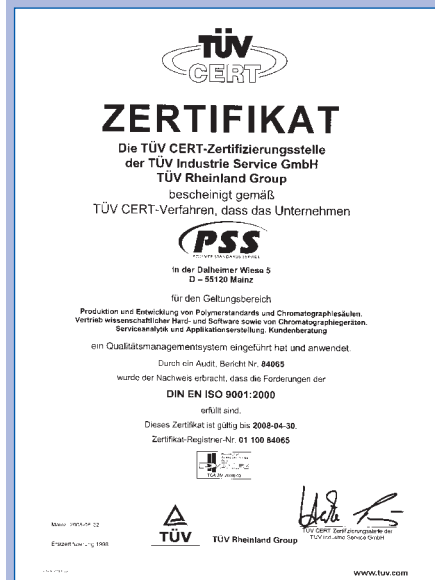 TÜV
CERT
ZERTIFIKAT
Die TÜV CERT-Zertifizierungsstelle
der TÜV Industrie Service GmbH
TÜV Rheinland Group
bescheinigt gemäß
TÜV CERT-Verfahren, dass das Unternehmen
PSS
POLYMER STANDARDS SERVICE
In der Dalheimer Wiese 5
D – 55120 Mainz
für den Geltungsbereich
Produktion und Entwicklung von Polymerstandards und Chromatographiesäulen.
Vertrieb wissenschaftlicher Hard- und Software sowie von Chromatographiegeräten.
Serviceanalytik und Applikationserstellung. Kundenberatung
ein Qualitätsmanagementsystem eingeführt hat und anwendet.
Durch ein Audit, Bericht Nr. 84065
wurde der Nachweis erbracht, dass die Forderungen der
DIN EN ISO 9001:2000
erfüllt sind.
Dieses Zertifikat ist gültig bis 2008-04-30.
Zertifikat-Registrier-Nr. 01 100 84065
Erstzertifizierung 1998
TÜV
TÜV Rheinland Group
TÜV CERT Zertifizierungsstelle der
TÜV Industrie Service GmbH
www.tuv.com